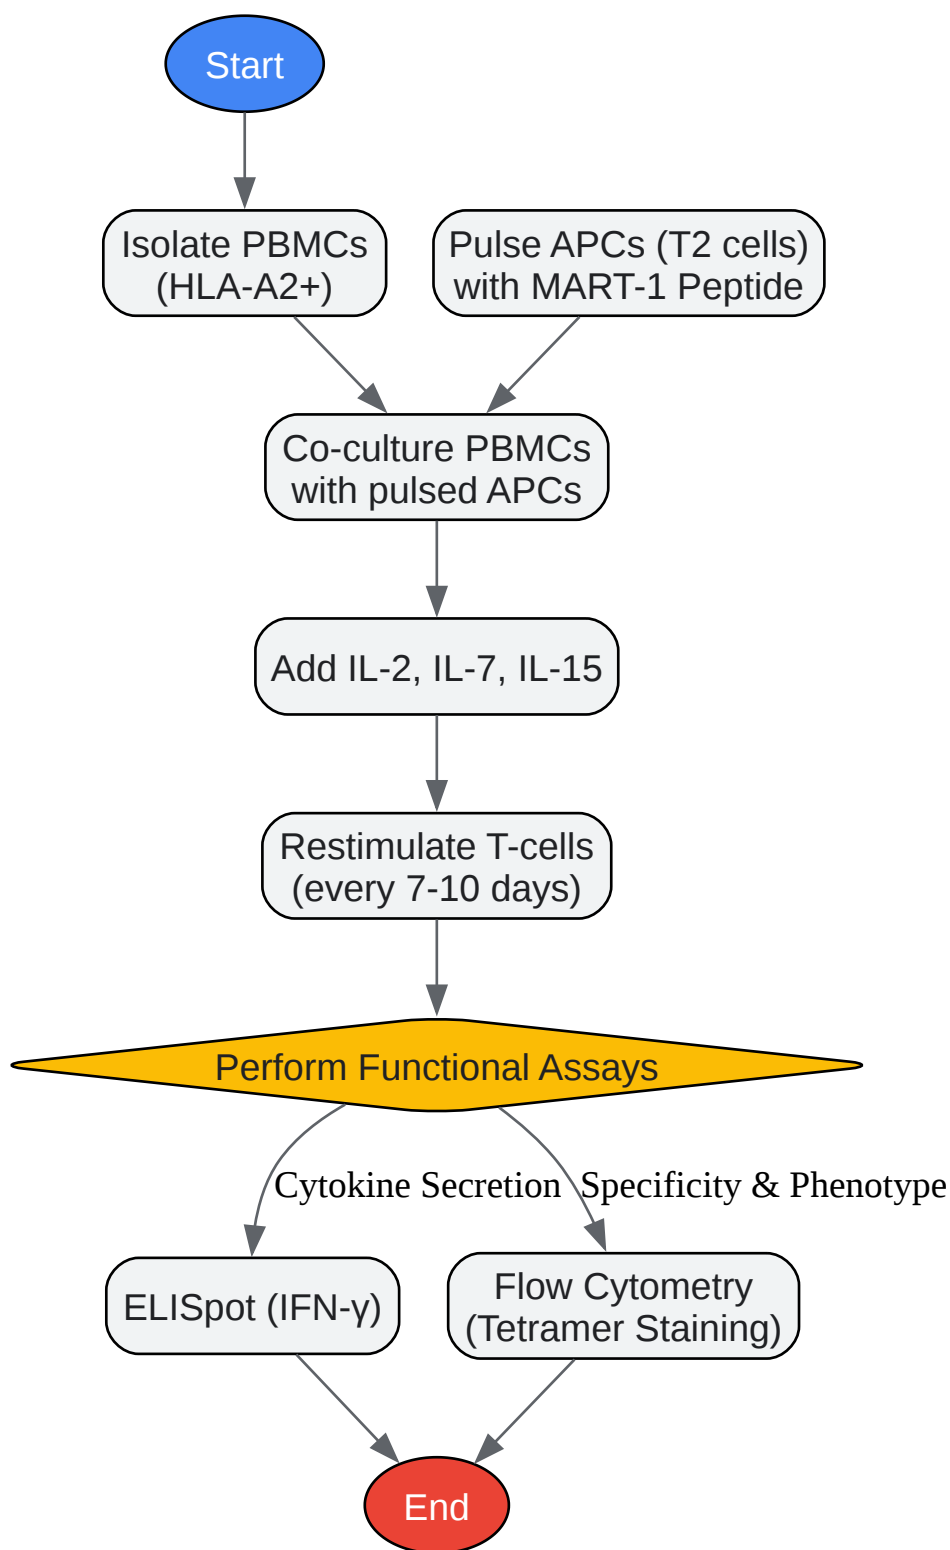 Start
Isolate PBMCs
(HLA-A2+)
Pulse APCs (T2 cells)
with MART-1 Peptide
Co-culture PBMCs
with pulsed APCs
Add IL-2, IL-7, IL-15
Restimulate T-cells
(every 7-10 days)
Perform Functional Assays
Cytokine Secretion
Specificity & Phenotype
ELISpot (IFN-γ)
Flow Cytometry
(Tetramer Staining)
End